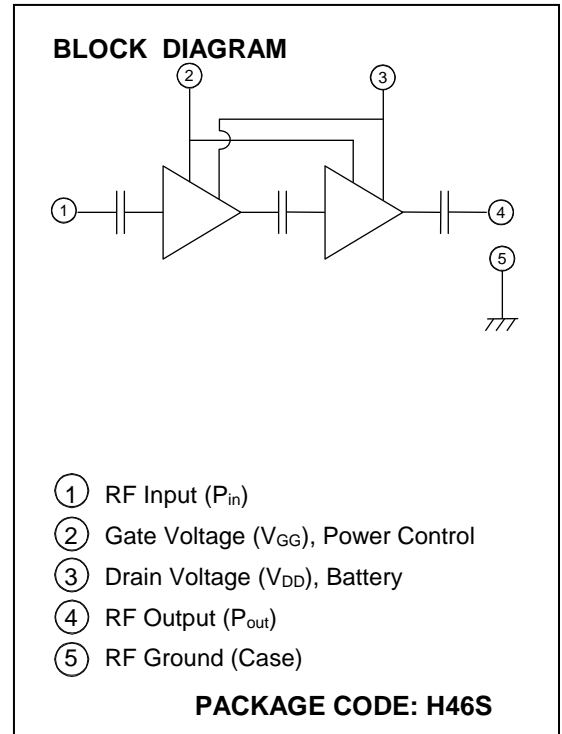 BLOCK DIAGRAM
2 3
1 4
5
1 RF Input (Pin)
2 Gate Voltage (VGG), Power Control
3 Drain Voltage (VDD), Battery
4 RF Output (Pout)
5 RF Ground (Case)
PACKAGE CODE: H46S